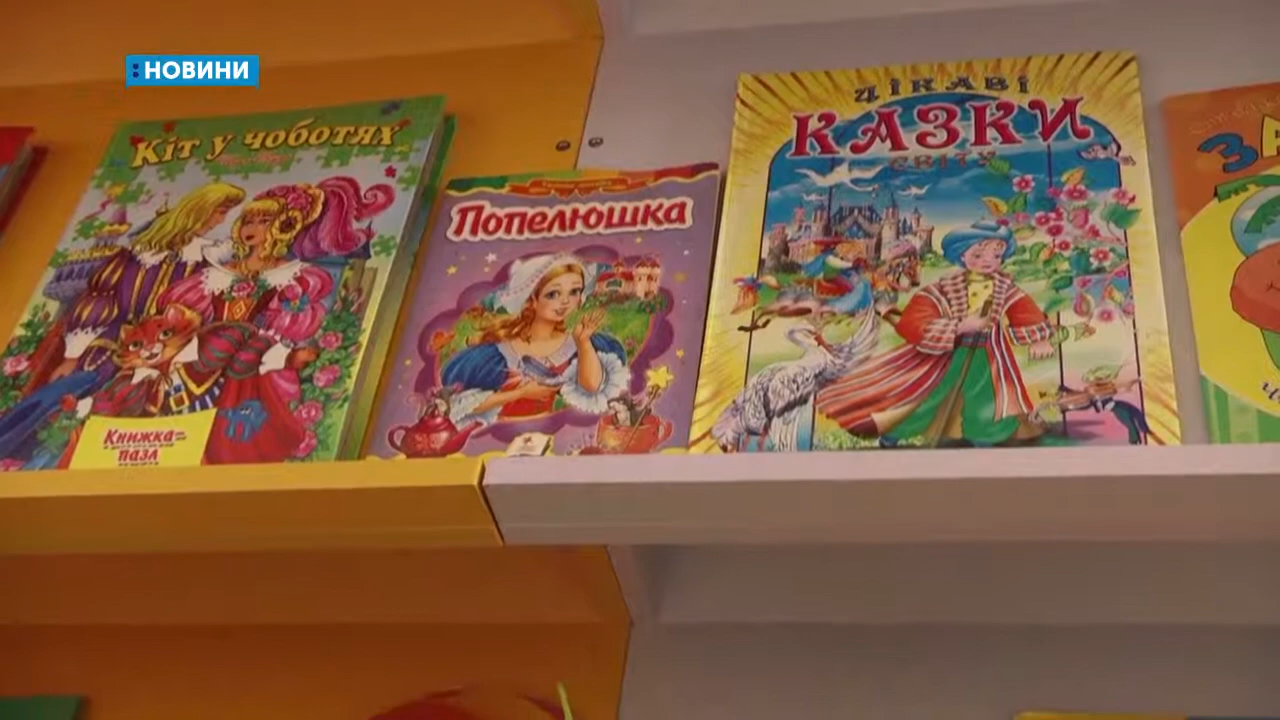 :НОВИНИ
Кіт у чоботях
Книжка-
пазл
Попелюшка
ЦІКАВІ
КАЗКИ
СВІТУ